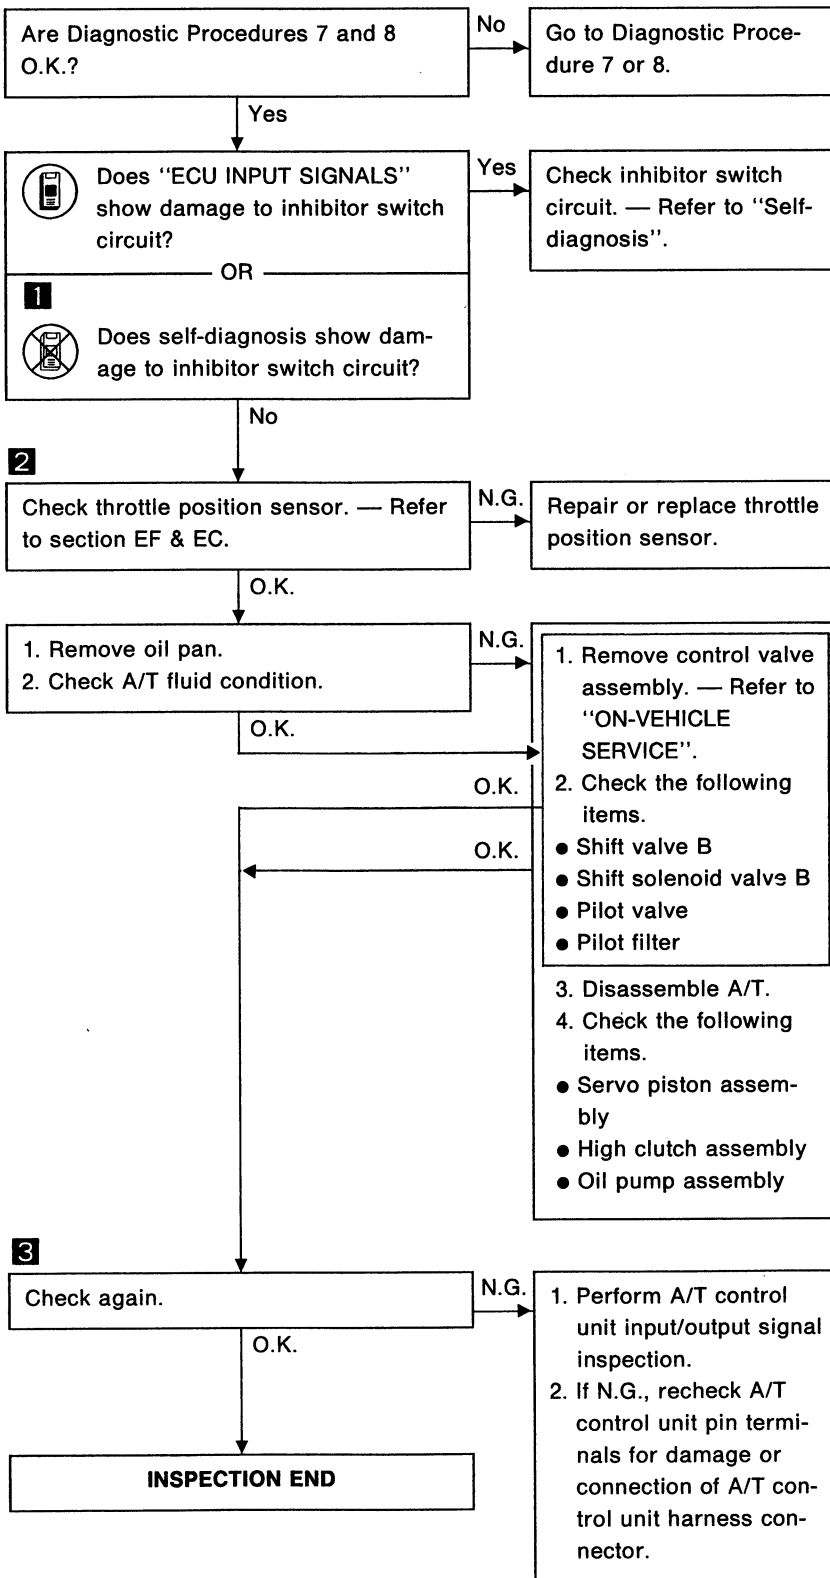 Are Diagnostic Procedures 7 and 8
O.K.?
No
Go to Diagnostic Proce-
dure 7 or 8.
Yes
Does "ECU INPUT SIGNALS"
show damage to inhibitor switch
circuit?
Yes
Check inhibitor switch
circuit. — Refer to "Self-
diagnosis".
OR
1
Does self-diagnosis show dam-
age to inhibitor switch circuit?
No
2
Check throttle position sensor. — Refer
to section EF & EC.
N.G.
Repair or replace throttle
position sensor.
O.K.
1. Remove oil pan.
2. Check A/T fluid condition.
N.G.
O.K.
1. Remove control valve
assembly. — Refer to
"ON-VEHICLE
SERVICE".
2. Check the following
items.
● Shift valve B
● Shift solenoid valve B
● Pilot valve
● Pilot filter
O.K.
O.K.
3. Disassemble A/T.
4. Check the following
items.
● Servo piston assem-
bly
● High clutch assembly
● Oil pump assembly
3
Check again.
N.G.
1. Perform A/T control
unit input/output signal
inspection.
2. If N.G., recheck A/T
control unit pin termi-
nals for damage or
connection of A/T con-
trol unit harness con-
nector.
O.K.
INSPECTION END